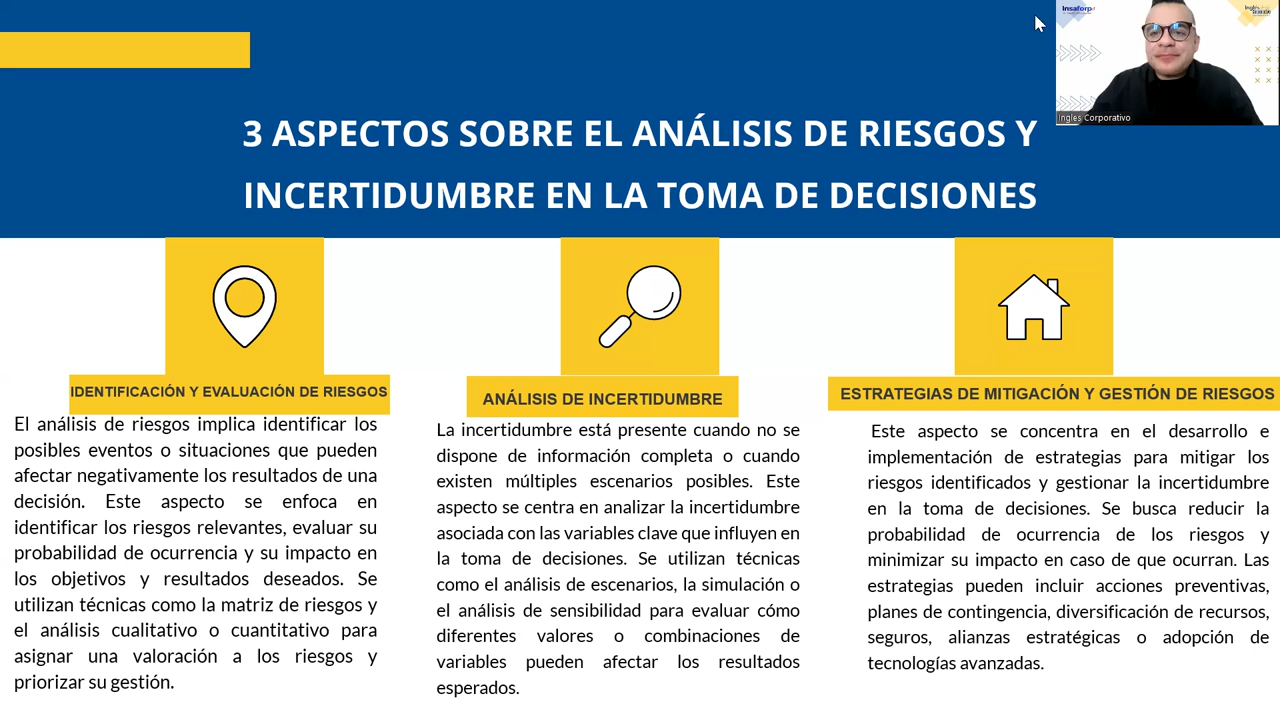 Insaforp
Ingles Corporativo
3 ASPECTOS SOBRE EL ANÁLISIS DE RIESGOS Y
INCERTIDUMBRE EN LA TOMA DE DECISIONES
IDENTIFICACIÓN Y EVALUACIÓN DE RIESGOS
El análisis de riesgos implica identificar los
posibles eventos o situaciones que pueden
afectar negativamente los resultados de una
decisión. Este aspecto se enfoca en
identificar los riesgos relevantes, evaluar su
probabilidad de ocurrencia y su impacto en
los objetivos y resultados deseados. Se
utilizan técnicas como la matriz de riesgos y
el análisis cualitativo o cuantitativo para
asignar una valoración a los riesgos y
priorizar su gestión.
ANÁLISIS DE INCERTIDUMBRE
La incertidumbre está presente cuando no se
dispone de información completa o cuando
existen múltiples escenarios posibles. Este
aspecto se centra en analizar la incertidumbre
asociada con las variables clave que influyen en
la toma de decisiones. Se utilizan técnicas
como el análisis de escenarios, la simulación o
el análisis de sensibilidad para evaluar cómo
diferentes valores o combinaciones de
variables pueden afectar los resultados
esperados.
ESTRATEGIAS DE MITIGACIÓN Y GESTIÓN DE RIESGOS
Este aspecto se concentra en el desarrollo e
implementación de estrategias para mitigar los
riesgos identificados y gestionar la incertidumbre
en la toma de decisiones. Se busca reducir la
probabilidad de ocurrencia de los riesgos y
minimizar su impacto en caso de que ocurran. Las
estrategias pueden incluir acciones preventivas,
planes de contingencia, diversificación de recursos,
seguros, alianzas estratégicas o adopción de
tecnologías avanzadas.